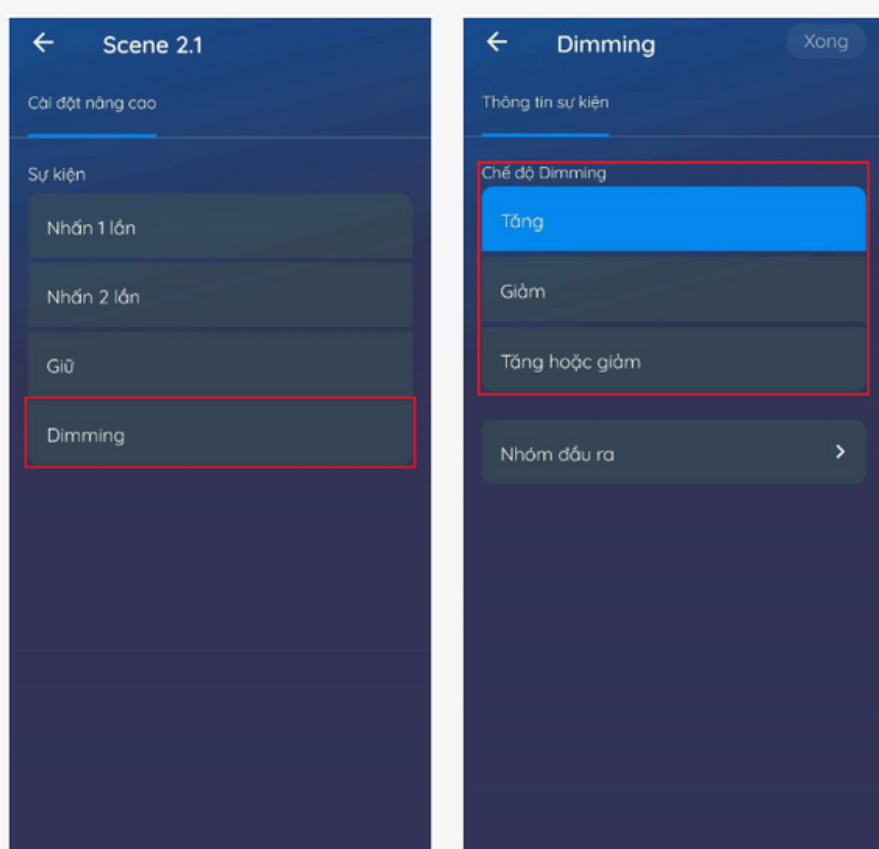 Scene 2.1
Cài đặt nâng cao
Sự kiện
Nhấn 1 lần
Nhấn 2 lần
Giữ
Dimming
Dimming
Xong
Thông tin sự kiện
Chế độ Dimming
Tăng
Giảm
Tăng hoặc giảm
Nhóm đầu ra